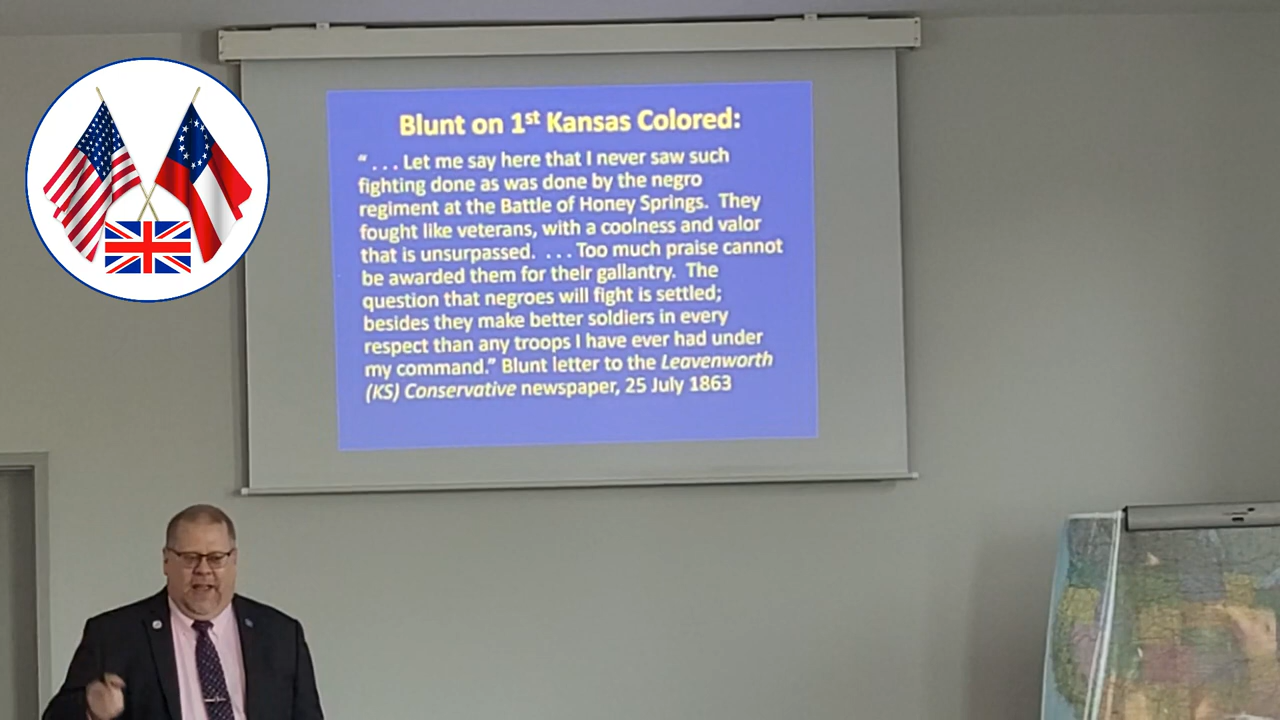 Blunt on 1st Kansas Colored:
“ . . . Let me say here that I never saw such
fighting done as was done by the negro
regiment at the Battle of Honey Springs.  They
fought like veterans, with a coolness and valor
that is unsurpassed.  . . . Too much praise cannot
be awarded them for their gallantry.  The
question that negroes will fight is settled;
besides they make better soldiers in every
respect than any troops I have ever had under
my command.” Blunt letter to the Leavenworth
(KS) Conservative newspaper, 25 July 1863